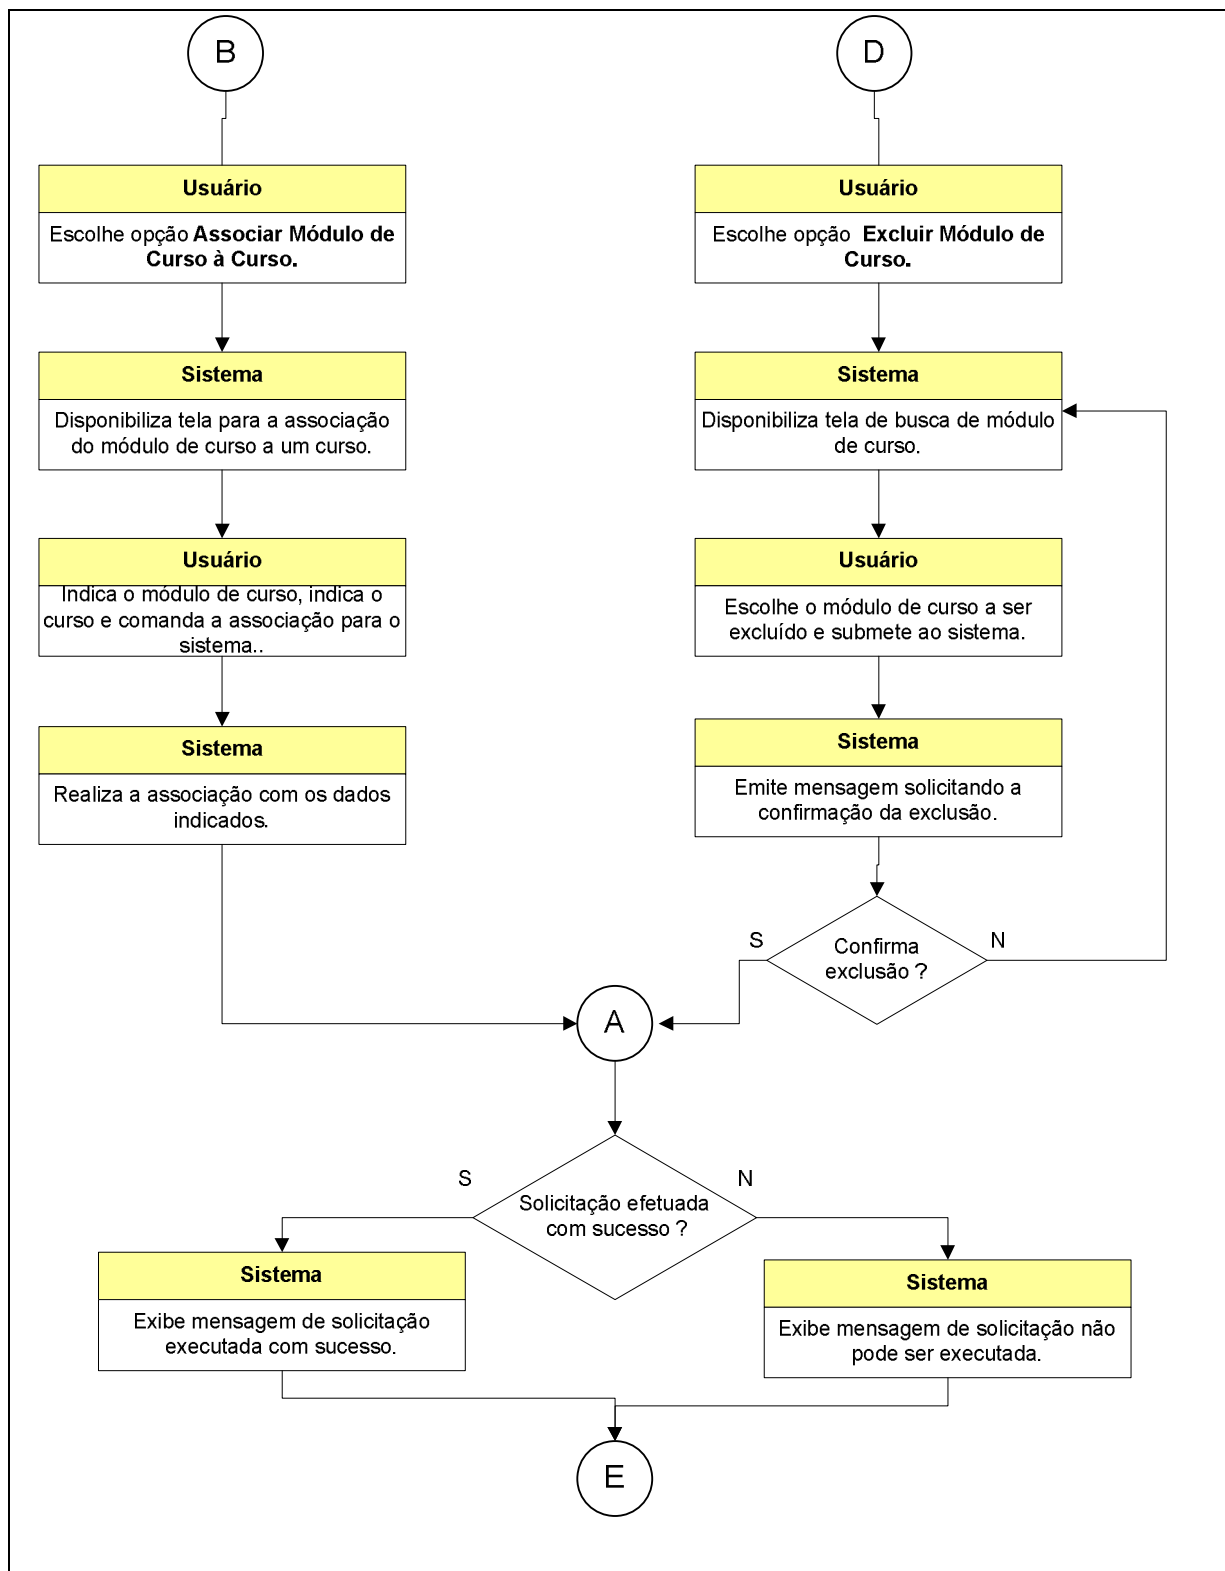 B
Usuário
Escolhe opção Associar Módulo de
Curso à Curso.
Sistema
Disponibiliza tela para a associação
do módulo de curso a um curso.
Usuário
Indica o módulo de curso, indica o
curso e comanda a associação para o
sistema..
Sistema
Realiza a associação com os dados
indicados.
D
Usuário
Escolhe opção Excluir Módulo de
Curso.
Sistema
Disponibiliza tela de busca de módulo
de curso.
Usuário
Escolhe o módulo de curso a ser
excluído e submete ao sistema.
Sistema
Emite mensagem solicitando a
confirmação da exclusão.
S
Confirma
exclusão ?
N
A
S
Solicitação efetuada
com sucesso ?
N
Sistema
Exibe mensagem de solicitação
executada com sucesso.
Sistema
Exibe mensagem de solicitação não
pode ser executada.
E